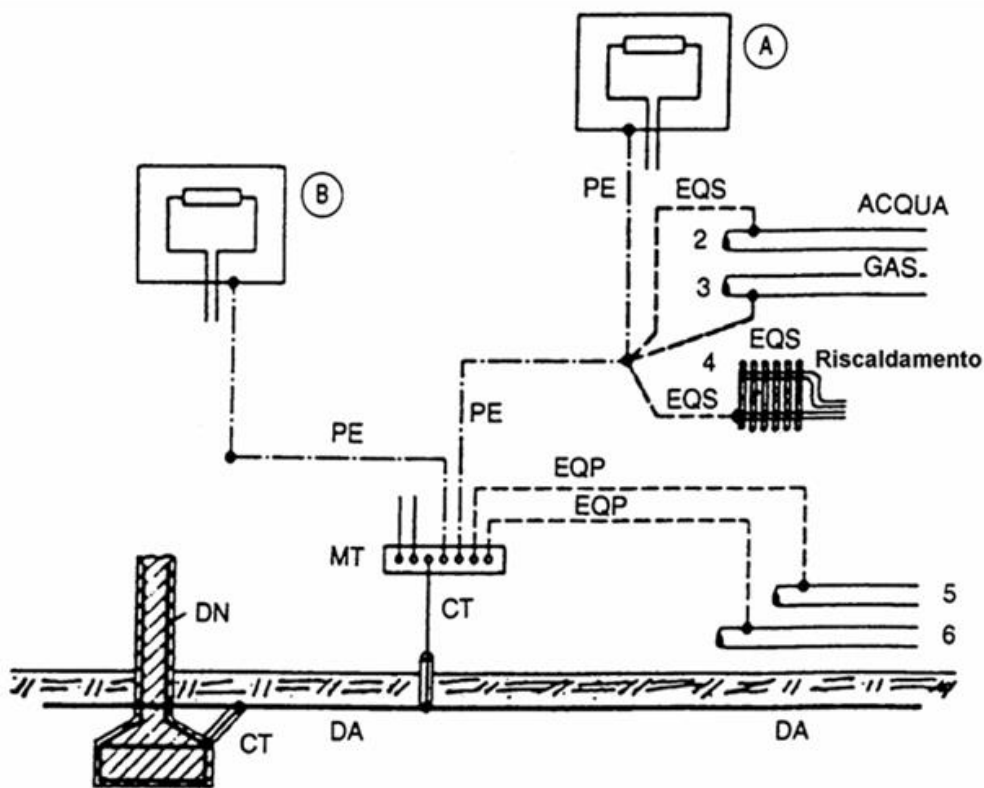 A
B
PE
EQS
ACQUA
2
GAS
3
EQS
4
Riscaldamento
EQS
PE
PE
EQP
EQP
MT
CT
5
DN
6
CT
DA
DA